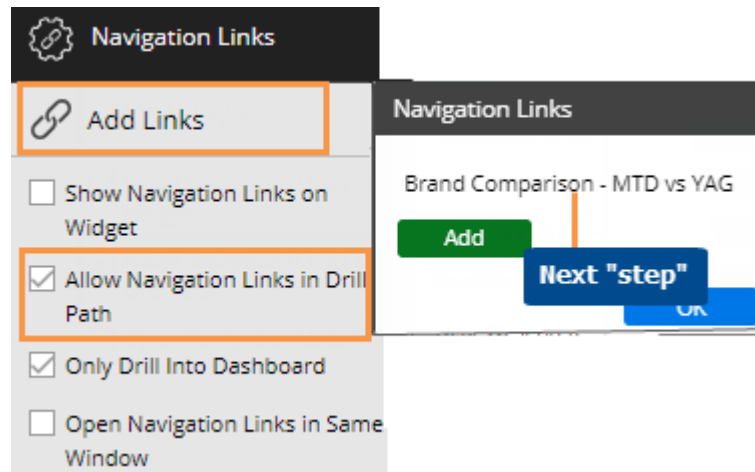 Navigation Links
Add Links
Show Navigation Links on
Widget
Allow Navigation Links in Drill
Path
Only Drill Into Dashboard
Open Navigation Links in Same
Window
Navigation Links
Brand Comparison - MTD vs YAG
Add
Next "step"
OK